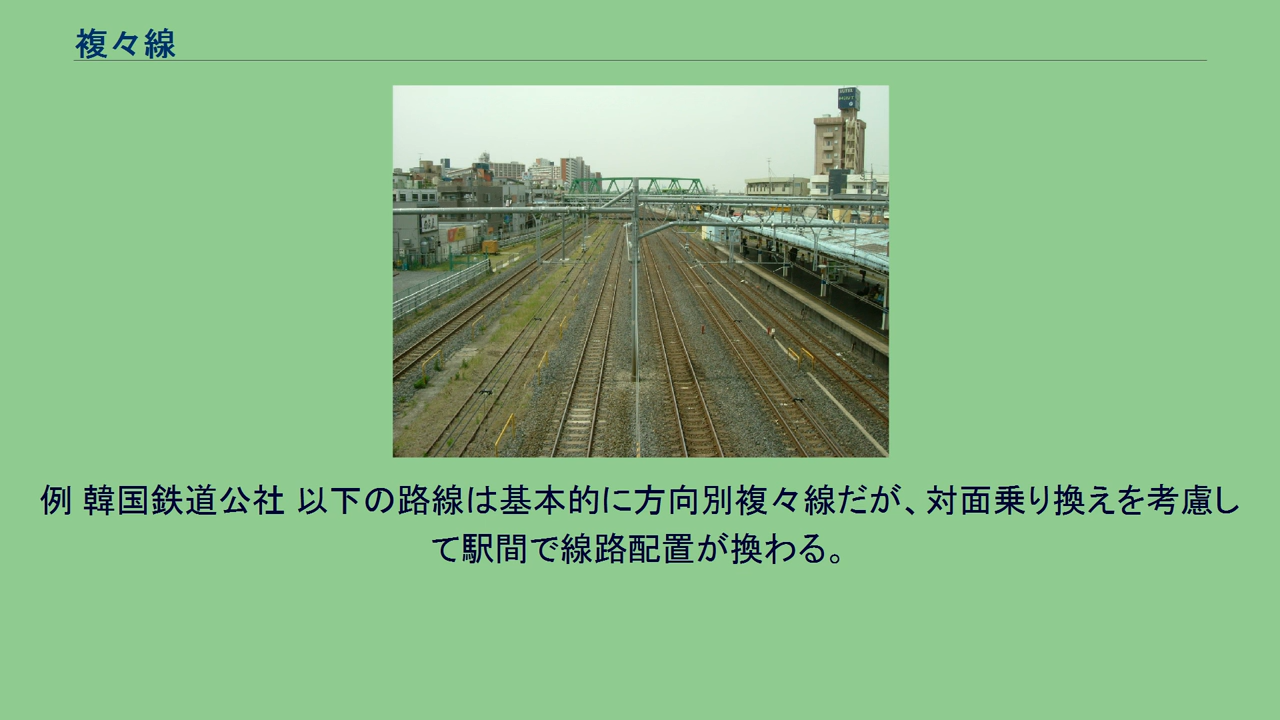 複々線
例 韓国鉄道公社 以下の路線は基本的に方向別複々線だが、対面乗り換えを考慮し
て駅間で線路配置が換わる。